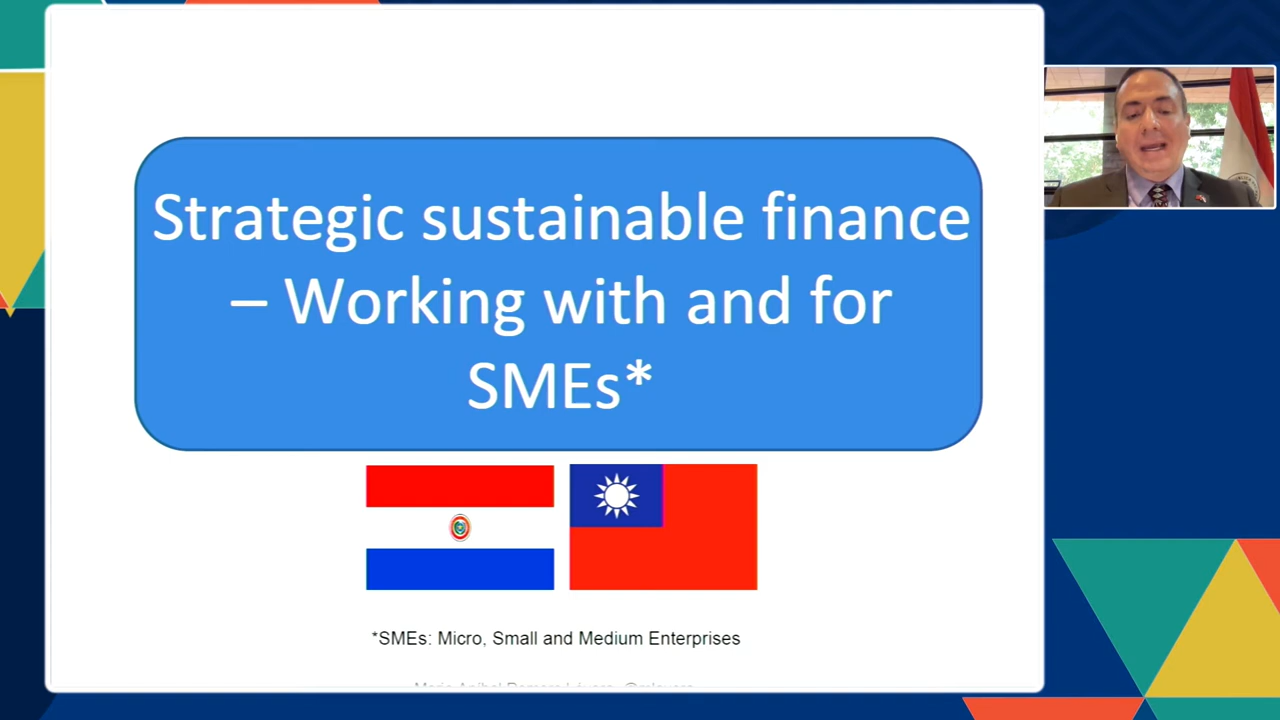 Strategic sustainable finance
– Working with and for
SMEs*
*SMEs: Micro, Small and Medium Enterprises